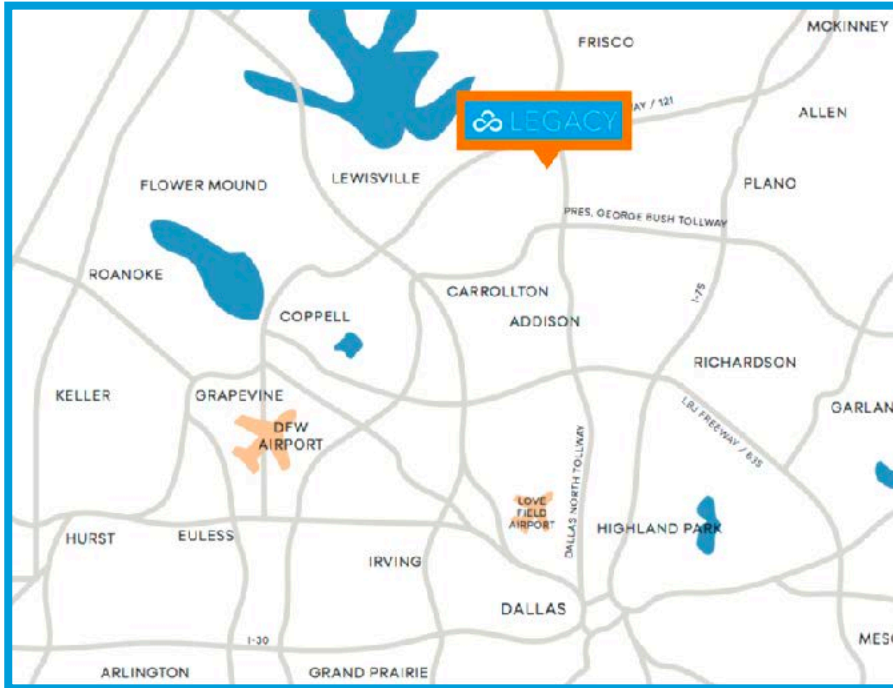 MCKINNEY
FRISCO
AY / 121
LEGACY
ALLEN
LEWISVILLE
PLANO
FLOWER MOUND
PRES. GEORGE BUSH TOLLWAY
ROANOKE
CARROLLTON
I-75
COPPELL
ADDISON
RICHARDSON
KELLER
GRAPEVINE
LBJ FREEWAY / 635
GARLAN
DFW
AIRPORT
DALLAS NORTH TOLLWAY
LOVE
FIELD
AIRPORT
HIGHLAND PARK
HURST
EULESS
IRVING
DALLAS
I-30
MESQ
ARLINGTON
GRAND PRAIRIE